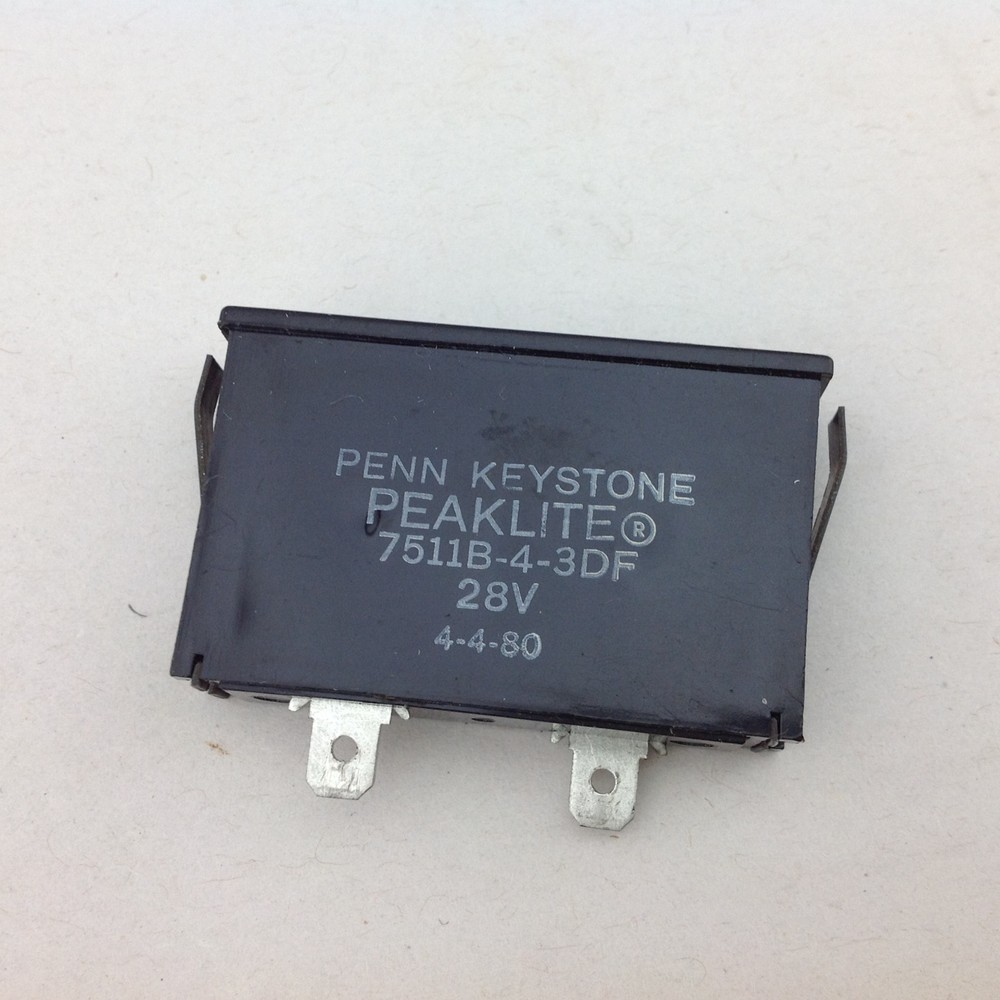 PENN KEYSTONE
PEAKLITE®
7511B-4-3DF
28V
4-4-80